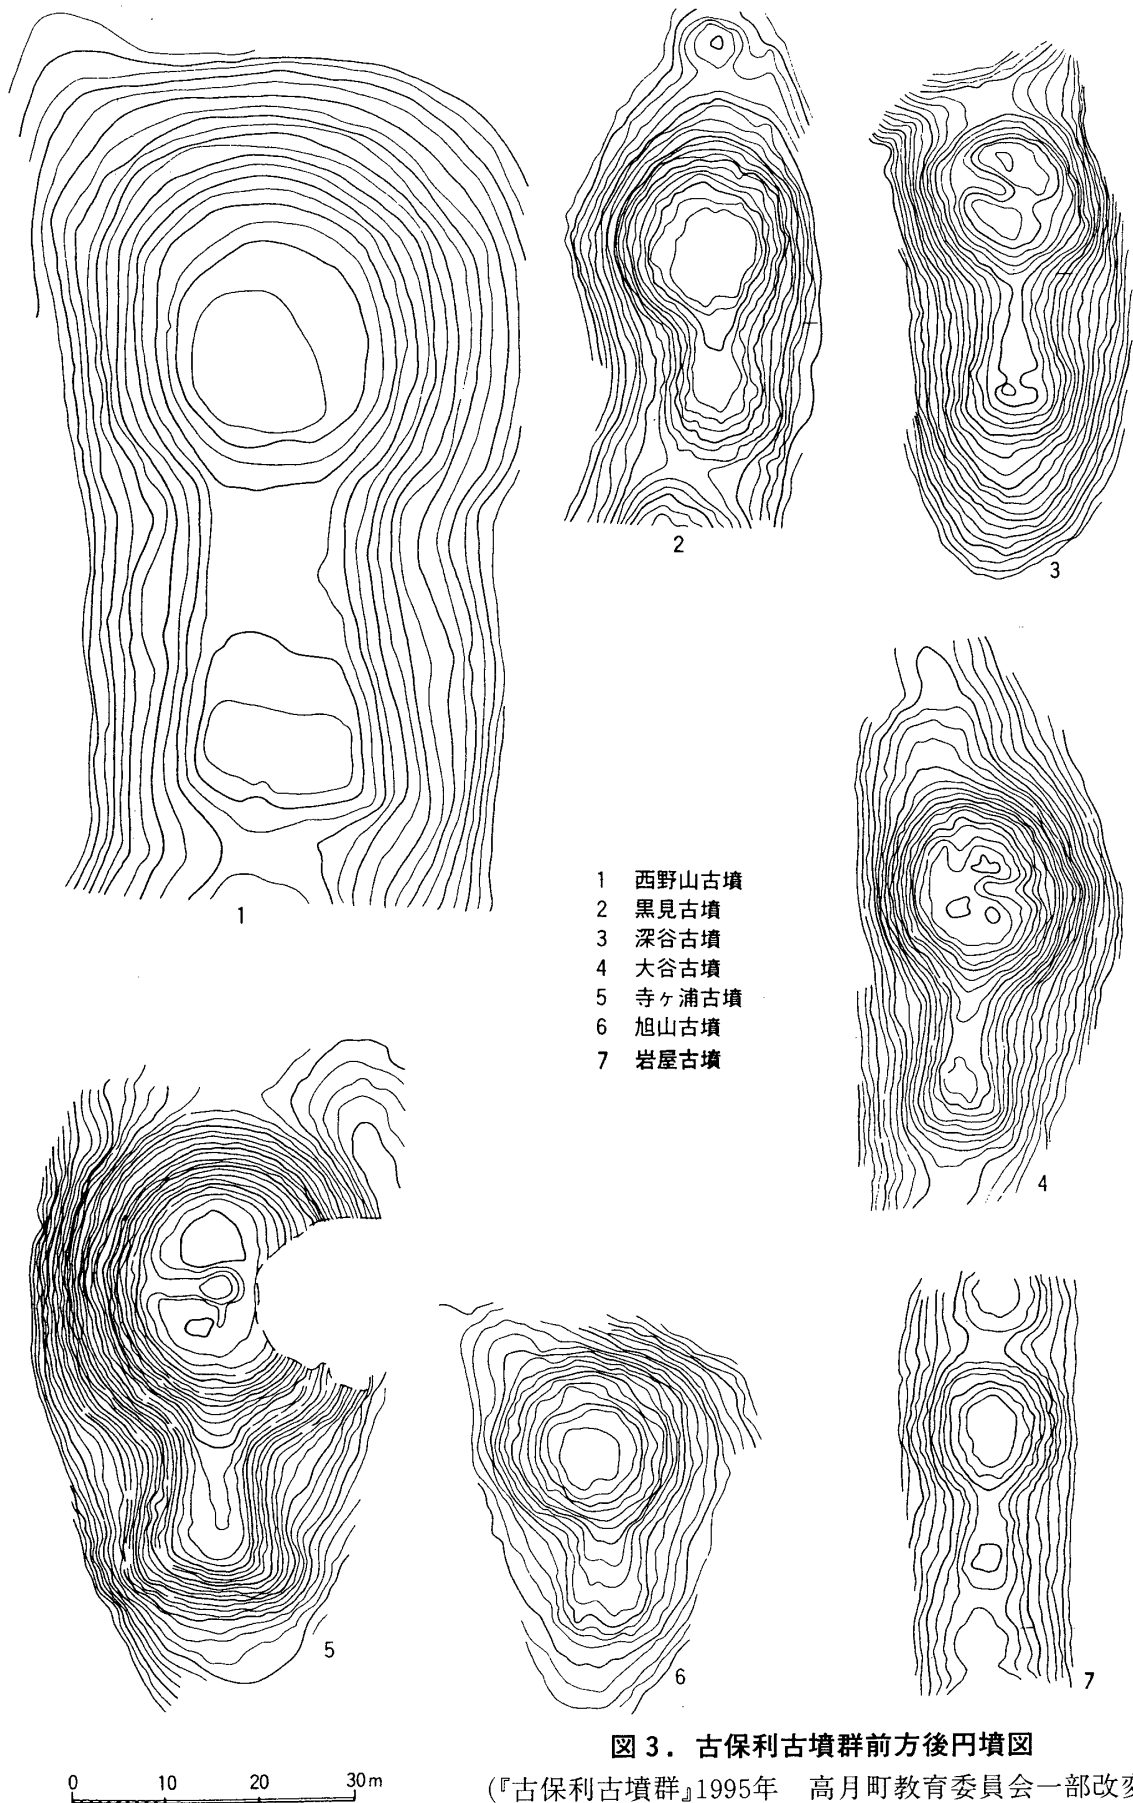 1
2
3
1 西野山古墳
2 黒見古墳
3 深谷古墳
4 大谷古墳
5 寺ヶ浦古墳
6 旭山古墳
7 岩屋古墳
4
5
6
7
図3．古保利古墳群前方後円墳図
0 10 20 30m
(『古保利古墳群』1995年 高月町教育委員会一部改変